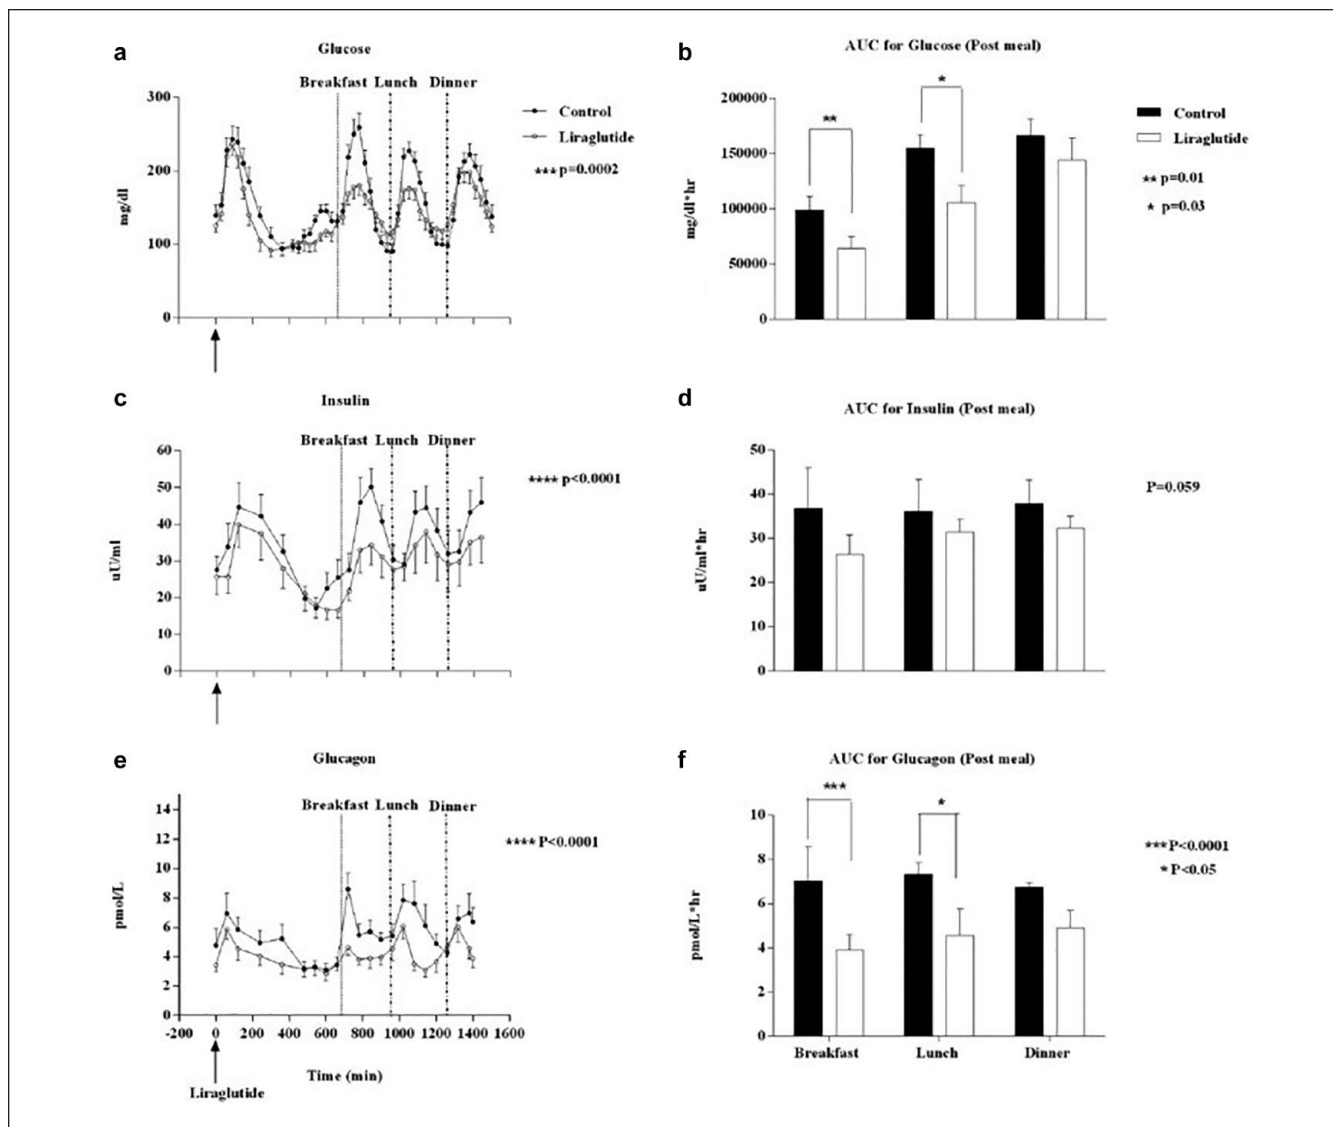 a
Glucose
Breakfast Lunch Dinner
300
200
100
0
mg/dl
Control
Liraglutide
*** p=0.0002
b
AUC for Glucose (Post meal)
200000
150000
100000
50000
0
mg/dl*hr
**
*
Control
Liraglutide
** p=0.01
* p=0.03
c
Insulin
Breakfast Lunch Dinner
60
50
40
30
20
10
0
uU/ml
**** p<0.0001
d
AUC for Insulin (Post meal)
50
40
30
20
10
0
uU/ml*hr
P=0.059
e
Glucagon
Breakfast Lunch Dinner
14
12
10
8
6
4
2
0
pmol/L
**** P<0.0001
-200 0 200 400 600 800 1000 1200 1400 1600
Time (min)
Liraglutide
f
AUC for Glucagon (Post meal)
10
8
6
4
2
0
pmol/L*hr
***
*
*** P<0.0001
* P<0.05
Breakfast Lunch Dinner